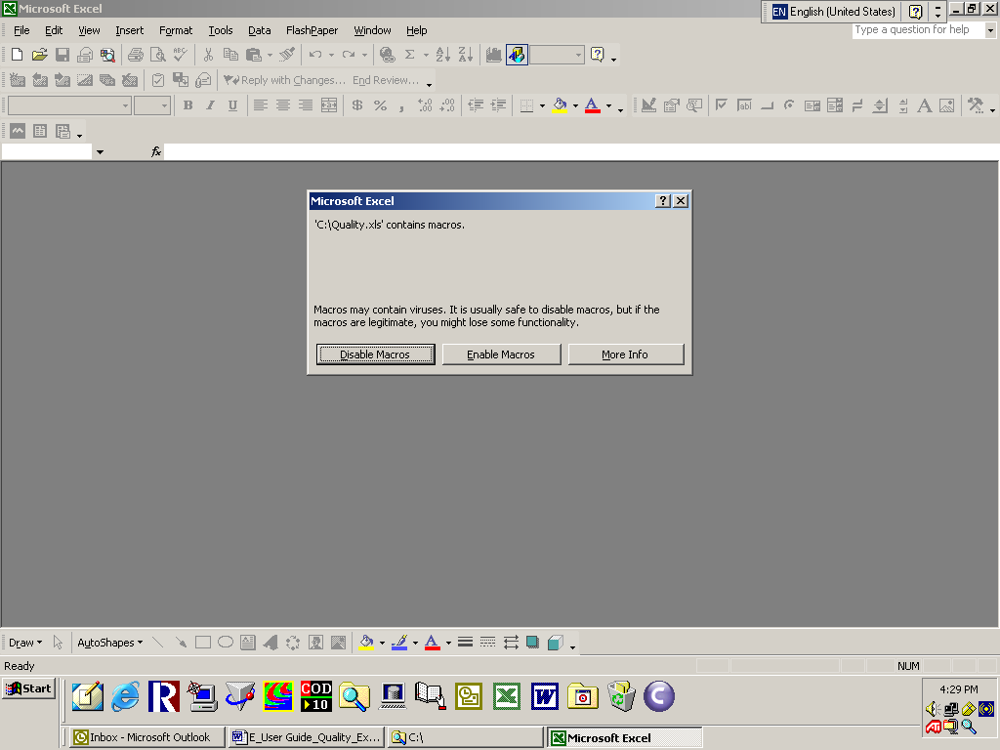 Microsoft Excel
EN English (United States)
File Edit View Insert Format Tools Data FlashPaper Window Help
Type a question for help
Reply with Changes... End Review...
B I U $ % ,
fx
Microsoft Excel
'C:\Quality.xls' contains macros.
Macros may contain viruses. It is usually safe to disable macros, but if the
macros are legitimate, you might lose some functionality.
Disable Macros Enable Macros More Info
Draw AutoShapes
Ready NUM
Start
COD
10
4:29 PM
Inbox - Microsoft Outlook E_User Guide_Quality_Ex... C:\ Microsoft Excel